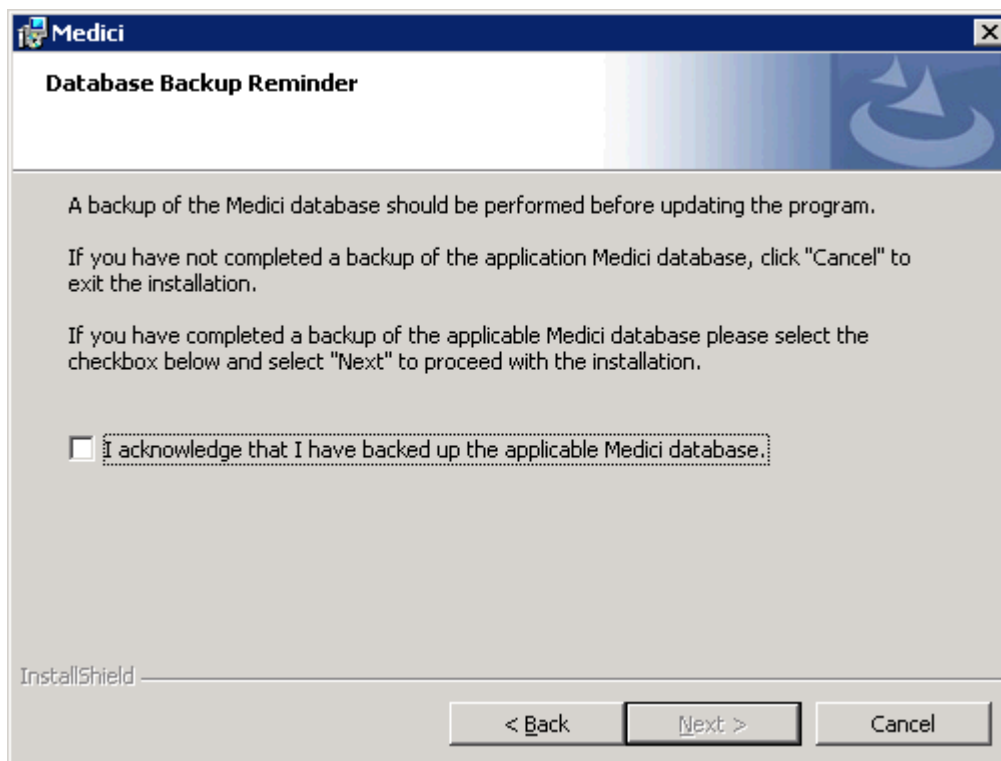 Medici
Database Backup Reminder
A backup of the Medici database should be performed before updating the program.
If you have not completed a backup of the application Medici database, click "Cancel" to
exit the installation.
If you have completed a backup of the applicable Medici database please select the
checkbox below and select "Next" to proceed with the installation.
I acknowledge that I have backed up the applicable Medici database.
InstallShield
< Back Next > Cancel